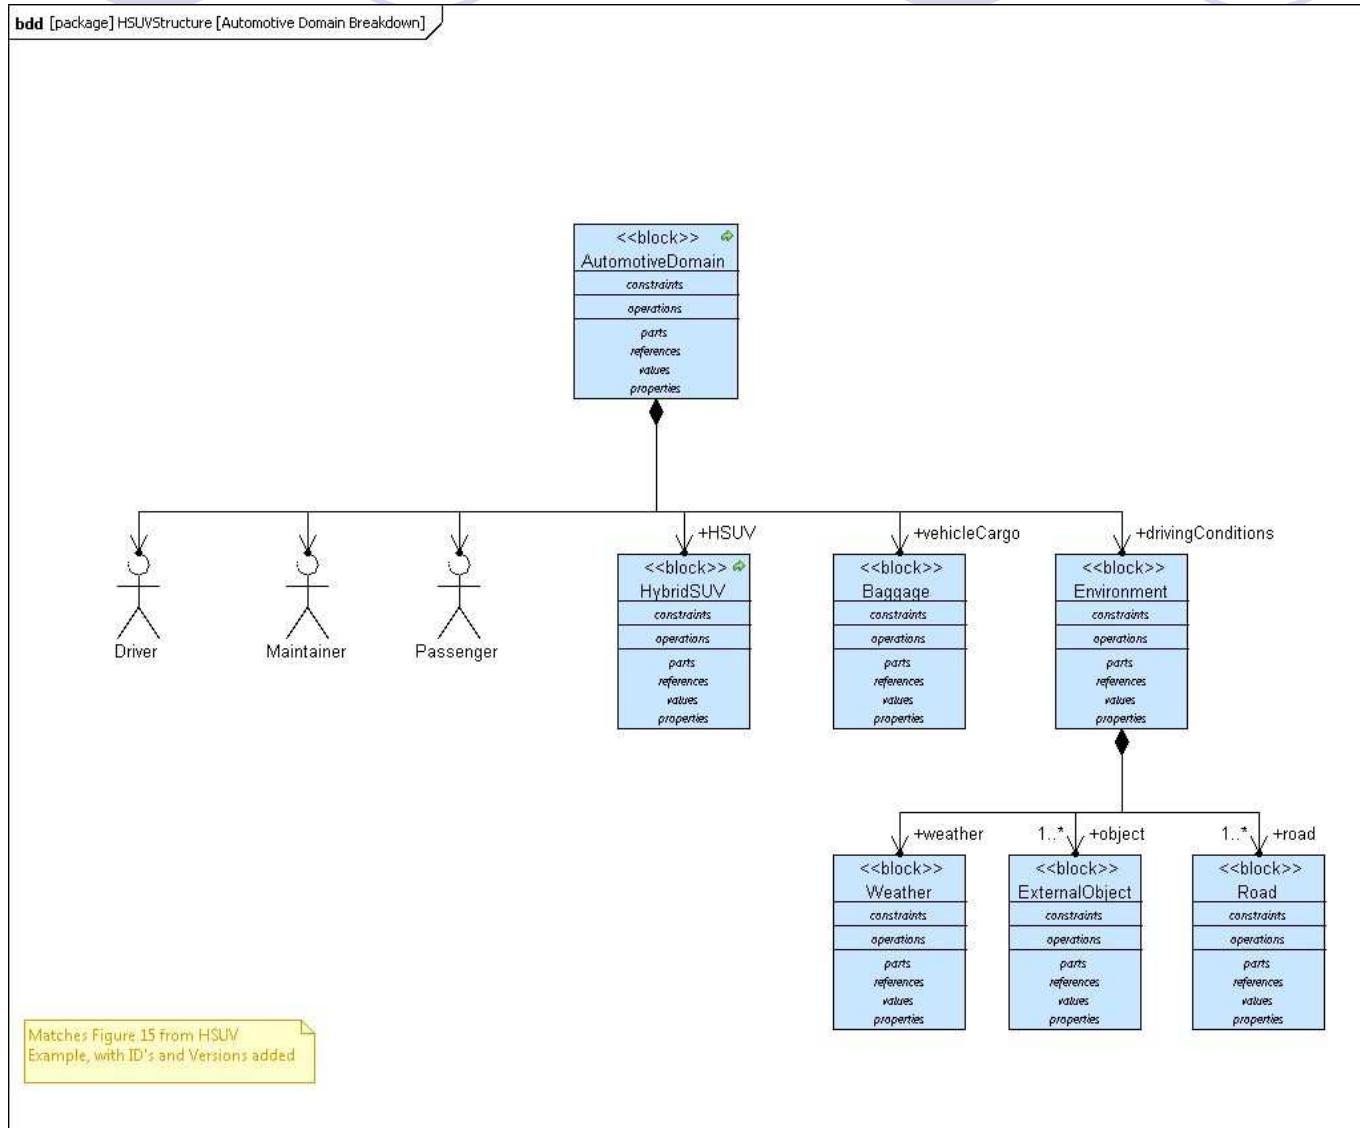 bdd [package] HSUVStructure [Automotive Domain Breakdown]
<<block>>
AutomotiveDomain
constraints
operations
parts
references
values
properties
+HSUV
+vehicleCargo
+drivingConditions
Driver
Maintainer
Passenger
<<block>>
HybridSUV
constraints
operations
parts
references
values
properties
<<block>>
Baggage
constraints
operations
parts
references
values
properties
<<block>>
Environment
constraints
operations
parts
references
values
properties
+weather
1..*
+object
1..*
+road
<<block>>
Weather
constraints
operations
parts
references
values
properties
<<block>>
ExternalObject
constraints
operations
parts
references
values
properties
<<block>>
Road
constraints
operations
parts
references
values
properties
Matches Figure 15 from HSUV
Example, with ID's and Versions added